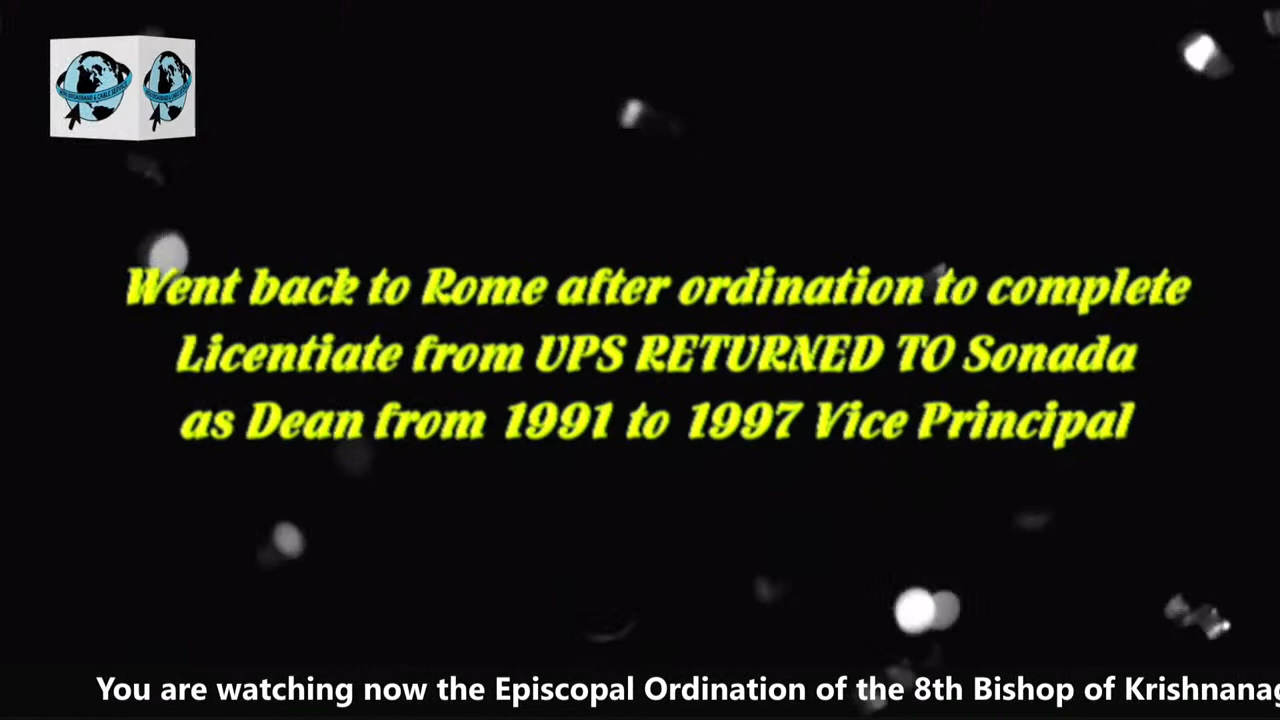 Went back to Rome after ordination to complete
Licentiate from UPS RETURNED TO Sonada
as Dean from 1991 to 1997 Vice Principal
You are watching now the Episcopal Ordination of the 8th Bishop of